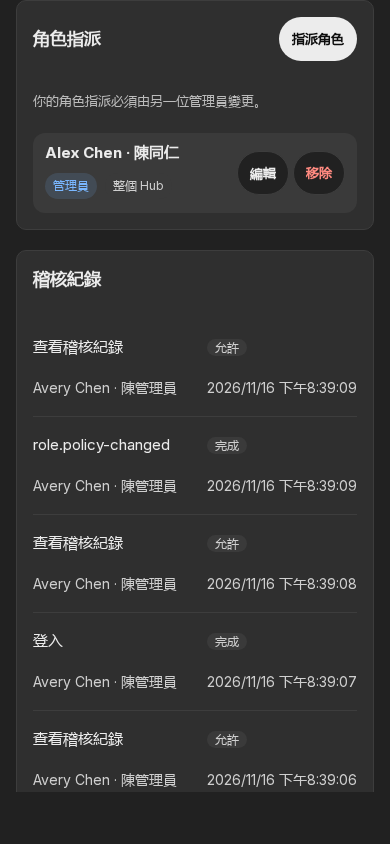 角色指派
指派角色
你的角色指派必須由另一位管理員變更。
Alex Chen · 陳同仁
管理員 整個 Hub
編輯 移除
稽核紀錄
查看稽核紀錄 允許
Avery Chen · 陳管理員 2026/11/16 下午8:39:09
role.policy-changed 完成
Avery Chen · 陳管理員 2026/11/16 下午8:39:09
查看稽核紀錄 允許
Avery Chen · 陳管理員 2026/11/16 下午8:39:08
登入 完成
Avery Chen · 陳管理員 2026/11/16 下午8:39:07
查看稽核紀錄 允許
Avery Chen · 陳管理員 2026/11/16 下午8:39:06